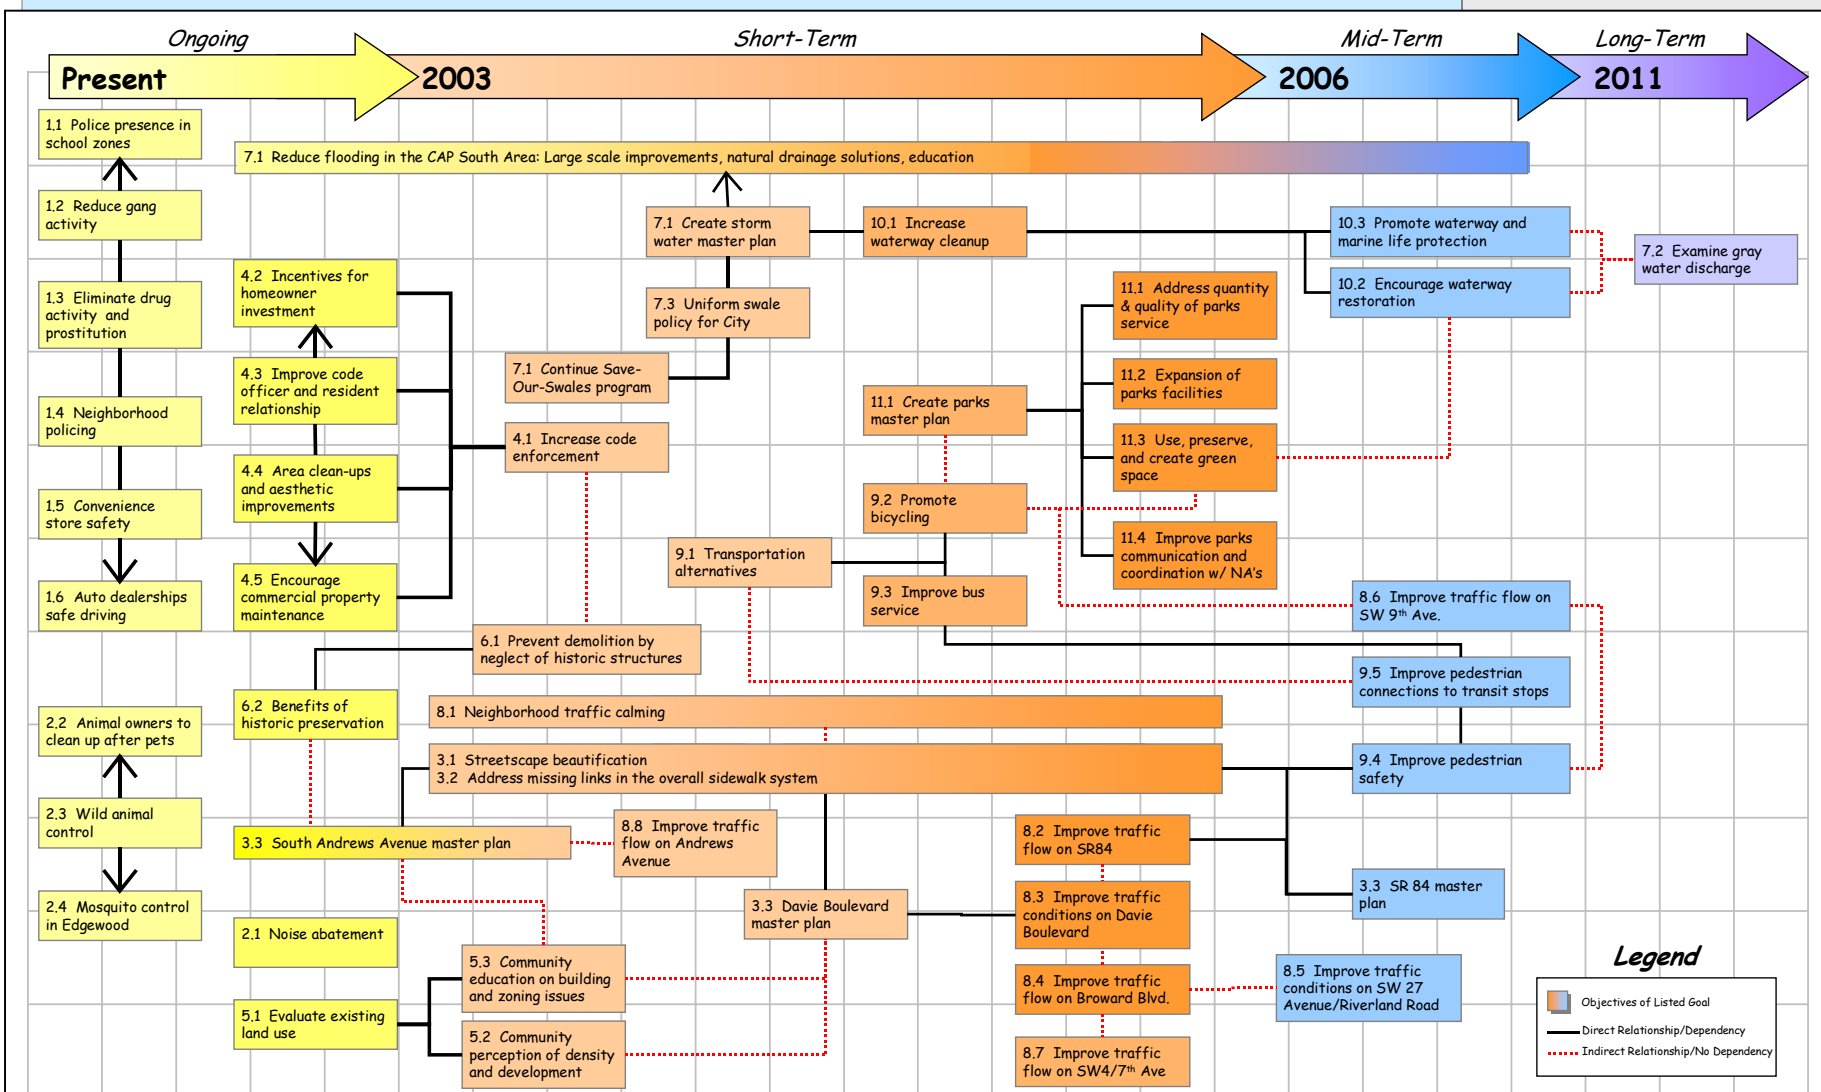 Ongoing
Short-Term
Mid-Term
Long-Term
Present
2003
2006
2011
1.1 Police presence in
school zones
7.1 Reduce flooding in the CAP South Area: Large scale improvements, natural drainage solutions, education
1.2 Reduce gang
activity
7.1 Create storm
water master plan
10.1 Increase
waterway cleanup
10.3 Promote waterway and
marine life protection
7.2 Examine gray
water discharge
4.2 Incentives for
homeowner
investment
1.3 Eliminate drug
activity and
prostitution
7.3 Uniform swale
policy for City
11.1 Address quantity
& quality of parks
service
10.2 Encourage waterway
restoration
4.3 Improve code
officer and resident
relationship
7.1 Continue Save-
Our-Swales program
11.2 Expansion of
parks facilities
1.4 Neighborhood
policing
11.1 Create parks
master plan
4.1 Increase code
enforcement
11.3 Use, preserve,
and create green
space
4.4 Area clean-ups
and aesthetic
improvements
1.5 Convenience
store safety
9.2 Promote
bicycling
11.4 Improve parks
communication and
coordination w/ NA's
9.1 Transportation
alternatives
4.5 Encourage
commercial property
maintenance
1.6 Auto dealerships
safe driving
9.3 Improve bus
service
8.6 Improve traffic flow on
SW 9th Ave.
6.1 Prevent demolition by
neglect of historic structures
9.5 Improve pedestrian
connections to transit stops
6.2 Benefits of
historic preservation
8.1 Neighborhood traffic calming
2.2 Animal owners to
clean up after pets
3.1 Streetscape beautification
3.2 Address missing links in the overall sidewalk system
9.4 Improve pedestrian
safety
2.3 Wild animal
control
3.3 South Andrews Avenue master plan
8.8 Improve traffic
flow on Andrews
Avenue
8.2 Improve traffic
flow on SR84
3.3 SR 84 master
plan
2.4 Mosquito control
in Edgewood
3.3 Davie Boulevard
master plan
8.3 Improve traffic
conditions on Davie
Boulevard
2.1 Noise abatement
5.3 Community
education on building
and zoning issues
8.4 Improve traffic
flow on Broward Blvd.
8.5 Improve traffic
conditions on SW 27
Avenue/Riverland Road
5.1 Evaluate existing
land use
5.2 Community
perception of density
and development
8.7 Improve traffic
flow on SW4/7th Ave
Legend
Objectives of Listed Goal
Direct Relationship/Dependency
Indirect Relationship/No Dependency